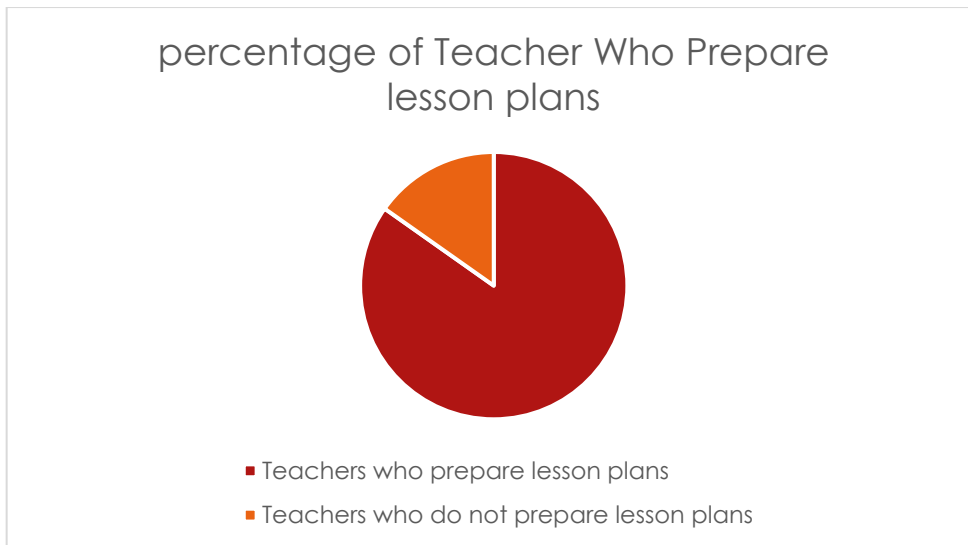 percentage of Teacher Who Prepare
lesson plans
Teachers who prepare lesson plans
Teachers who do not prepare lesson plans